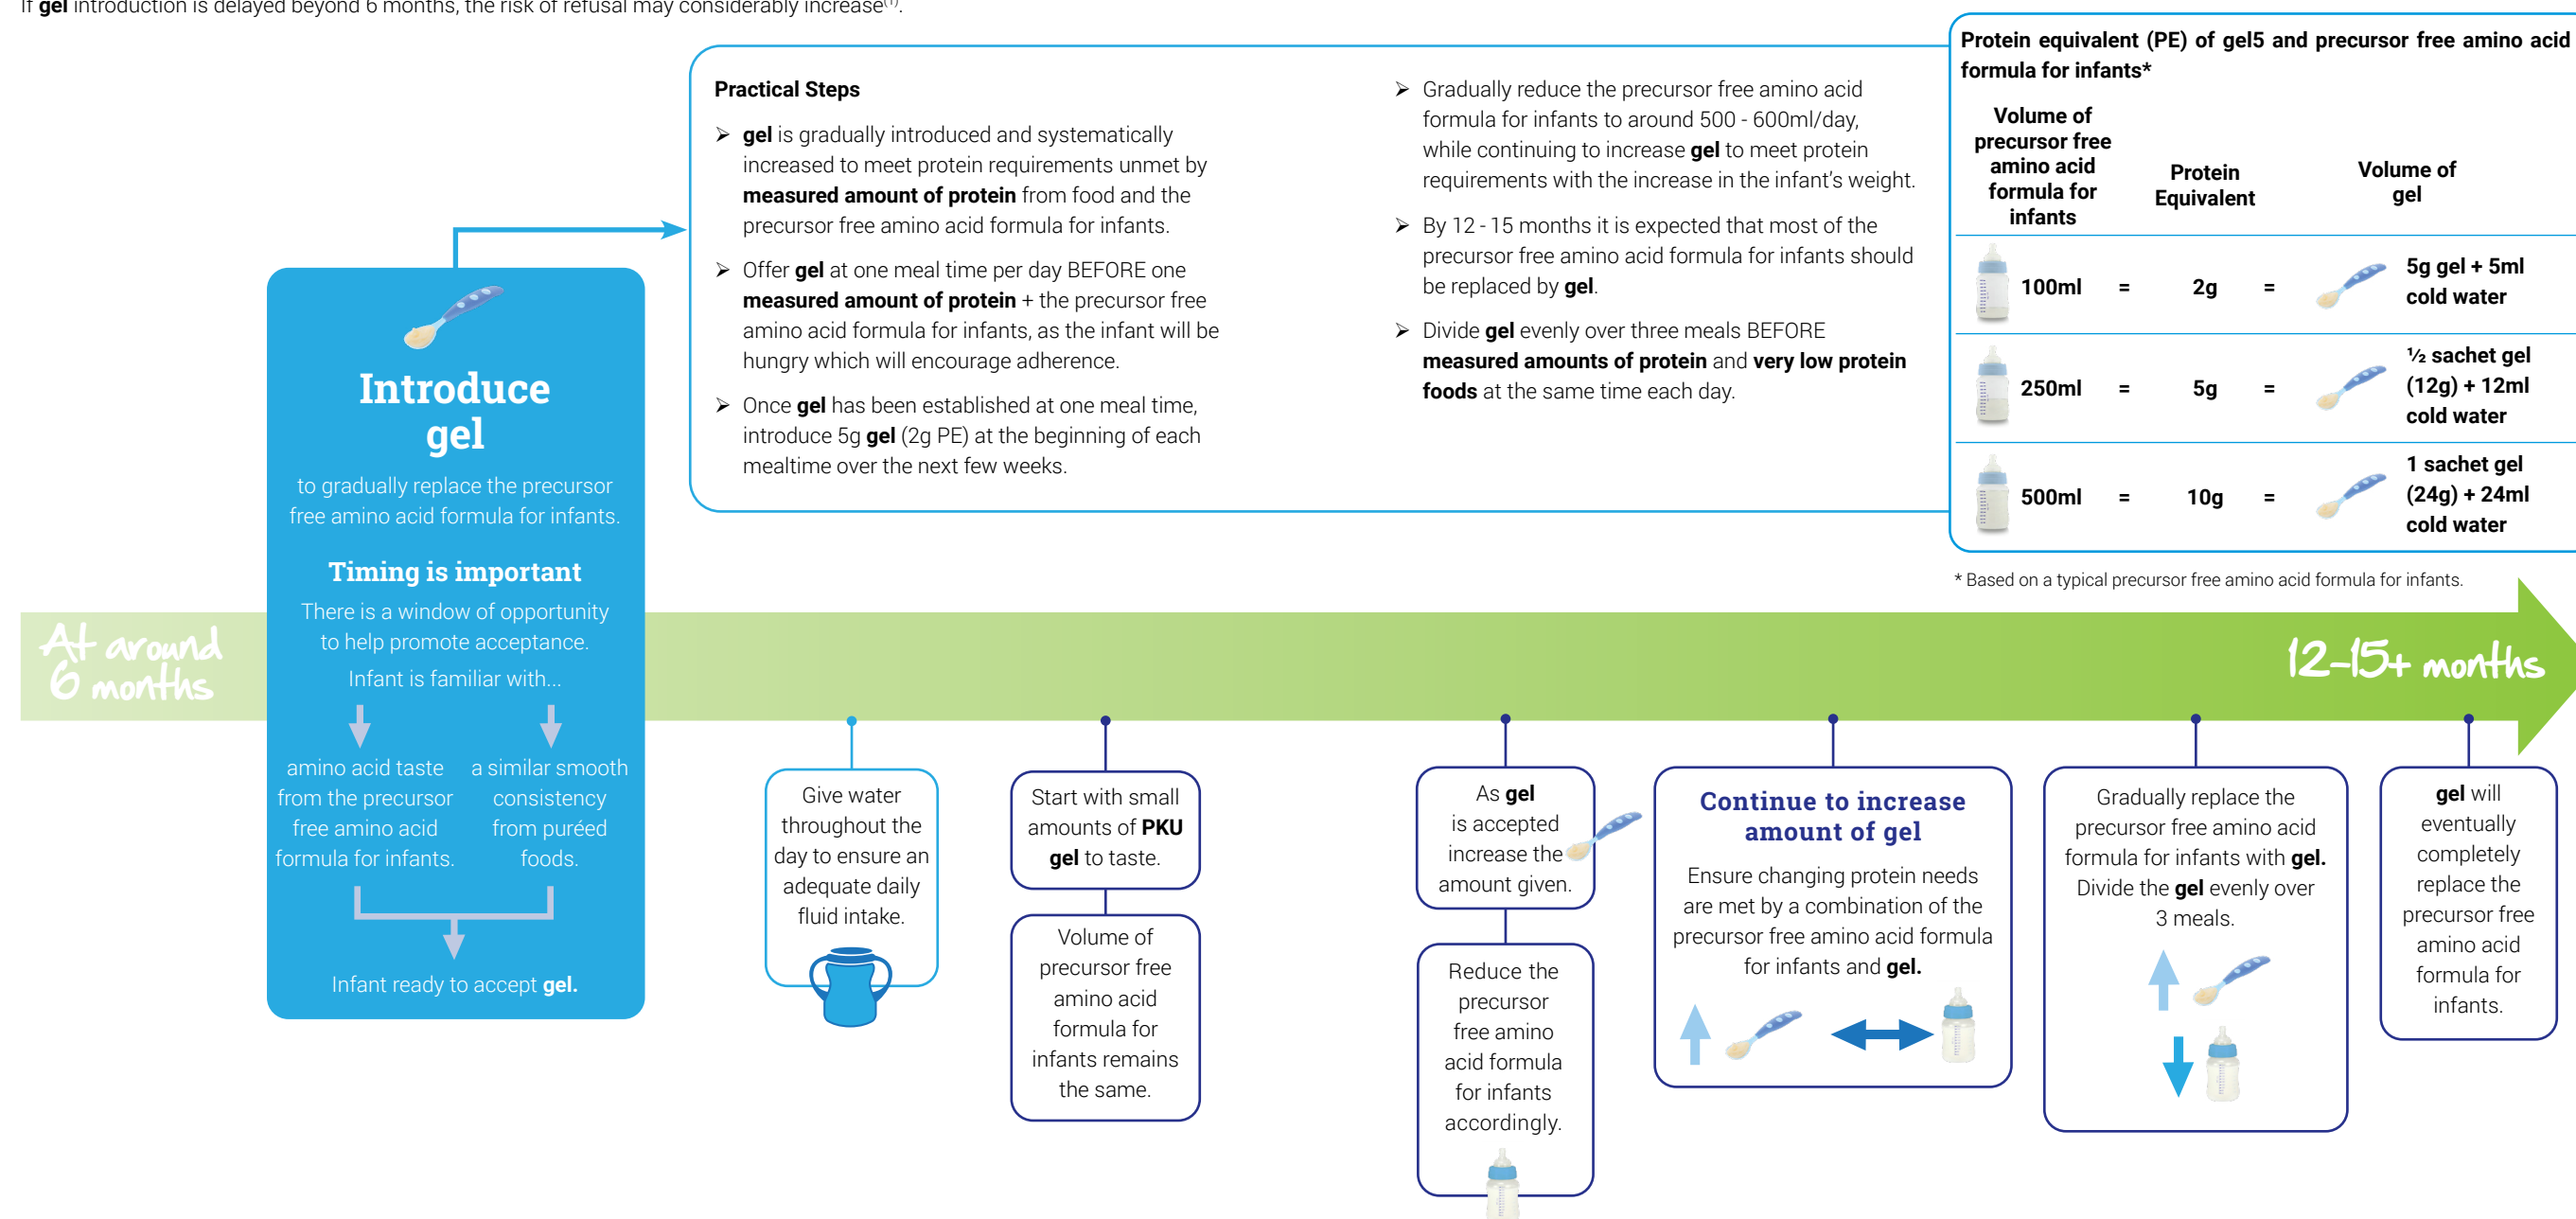 If gel introduction is delayed beyond 6 months, the risk of refusal may considerably increase(1).
Practical Steps
➢ gel is gradually introduced and systematically
increased to meet protein requirements unmet by
measured amount of protein from food and the
precursor free amino acid formula for infants.
➢ Offer gel at one meal time per day BEFORE one
measured amount of protein + the precursor free
amino acid formula for infants, as the infant will be
hungry which will encourage adherence.
➢ Once gel has been established at one meal time,
introduce 5g gel (2g PE) at the beginning of each
mealtime over the next few weeks.
➢ Gradually reduce the precursor free amino acid
formula for infants to around 500 - 600ml/day,
while continuing to increase gel to meet protein
requirements with the increase in the infant's weight.
➢ By 12 - 15 months it is expected that most of the
precursor free amino acid formula for infants should
be replaced by gel.
➢ Divide gel evenly over three meals BEFORE
measured amounts of protein and very low protein
foods at the same time each day.
Protein equivalent (PE) of gel5 and precursor free amino acid
formula for infants*
Volume of
precursor free
amino acid
formula for
infants
Protein
Equivalent
Volume of
gel
100ml = 2g =
5g gel + 5ml
cold water
250ml = 5g =
½ sachet gel
(12g) + 12ml
cold water
500ml = 10g =
1 sachet gel
(24g) + 24ml
cold water
* Based on a typical precursor free amino acid formula for infants.
At around
6 months
Introduce
gel
to gradually replace the precursor
free amino acid formula for infants.
Timing is important
There is a window of opportunity
to help promote acceptance.
Infant is familiar with...
amino acid taste
from the precursor
free amino acid
formula for infants.
a similar smooth
consistency
from puréed
foods.
Infant ready to accept gel.
12-15+ months
Give water
throughout the
day to ensure an
adequate daily
fluid intake.
Start with small
amounts of PKU
gel to taste.
Volume of
precursor free
amino acid
formula for
infants remains
the same.
As gel
is accepted
increase the
amount given.
Reduce the
precursor
free amino
acid formula
for infants
accordingly.
Continue to increase
amount of gel
Ensure changing protein needs
are met by a combination of the
precursor free amino acid formula
for infants and gel.
Gradually replace the
precursor free amino acid
formula for infants with gel.
Divide the gel evenly over
3 meals.
gel will
eventually
completely
replace the
precursor free
amino acid
formula for
infants.